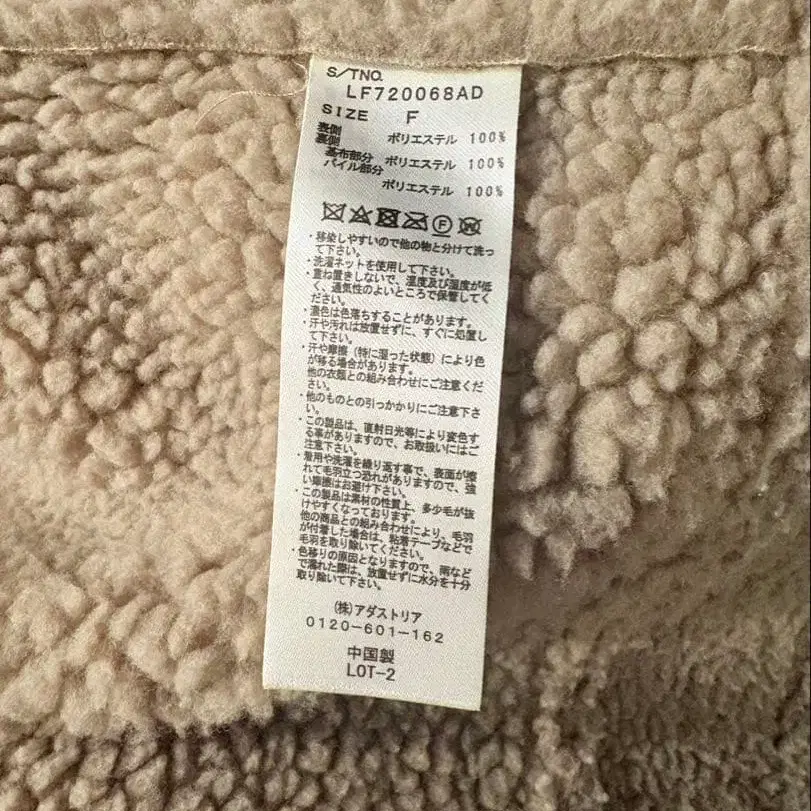 S/TNO.
LF720068AD
SIZE F
表側 ポリエステル 100%
裏側
基布部分 ポリエステル 100%
パイル部分
ポリエステル 100%
・移染しやすいので他の物と分けて洗っ
て下さい。
・洗濯ネットを使用して下さい。
・重ね置きしないで、温度及び湿度が低
く、通気性のよいところで保管してく
ださい。
・濃色は色落ちすることがあります。
・汗や汚れは放置せずに、すぐに処置し
て下さい。
・汗や摩擦（特に湿った状態）により色
が移る場合があります。
他の衣類との組み合わせにご注意くだ
さい。
・他のものとの引っかかりにご注意下さ
い。
・この製品は、直射日光等により変色す
る事がありますので、お取扱いにはご
注意下さい。
・着用や洗濯を繰り返す事で、表面が擦
れて毛羽立つ恐れがありますので、強
い摩擦はお避け下さい。
・この製品は素材の性質上、多少毛が抜
けやすくなっております。
他の商品との組み合わせにより、毛羽
が付着した場合は、粘着テープなどで
毛羽を取り除いてください。
・色移りの原因となりますので、雨など
で濡れた際は、放置せずに水分を十分
取り除いて下さい。
(株)アダストリア
0120-601-162
中国製
LOT-2